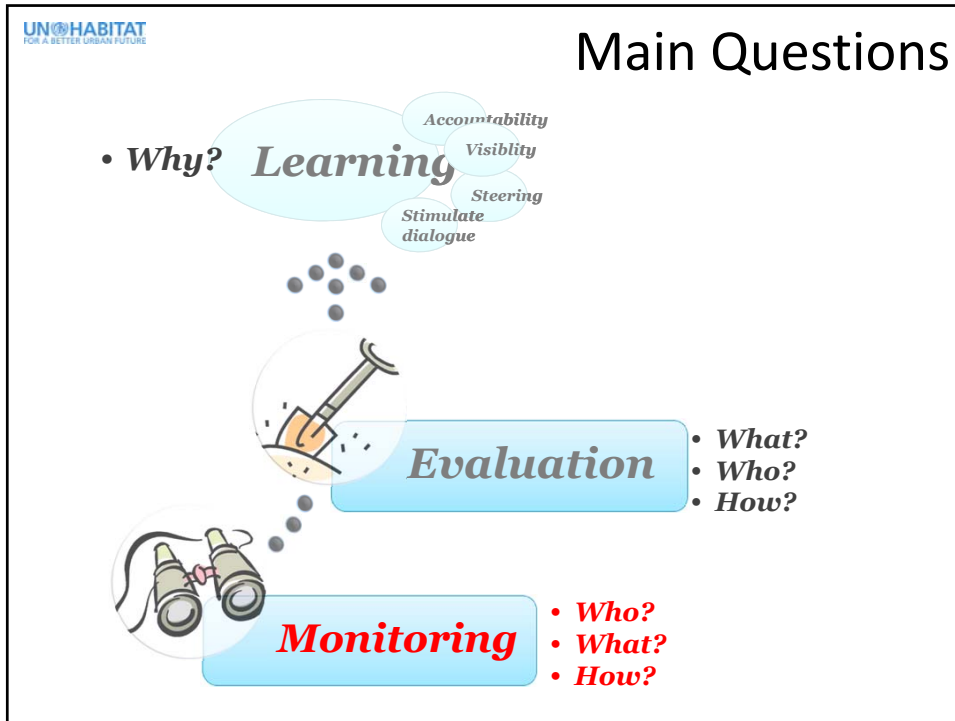 UN HABITAT
FOR A BETTER URBAN FUTURE
Main Questions
• Why?
Learning
Accountability
Visiblity
Steering
Stimulate
dialogue
Evaluation
• What?
• Who?
• How?
Monitoring
• Who?
• What?
• How?